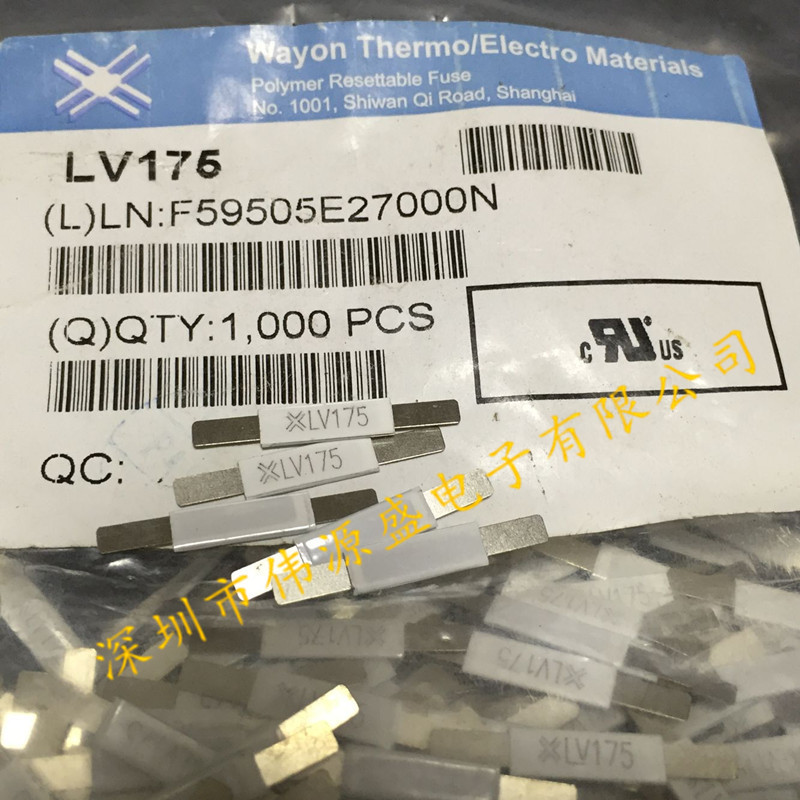 Wayon Thermo/Electro Materials
Polymer Resettable Fuse
No. 1001, Shiwan Qi Road, Shanghai
LV175
(L)LN:F59505E27000N
(Q)QTY:1,000 PCS
c RU ® US
QC:
LV175
LV175
深圳市伟源盛电子有限公司
LV175
LV175
LV175
LV175